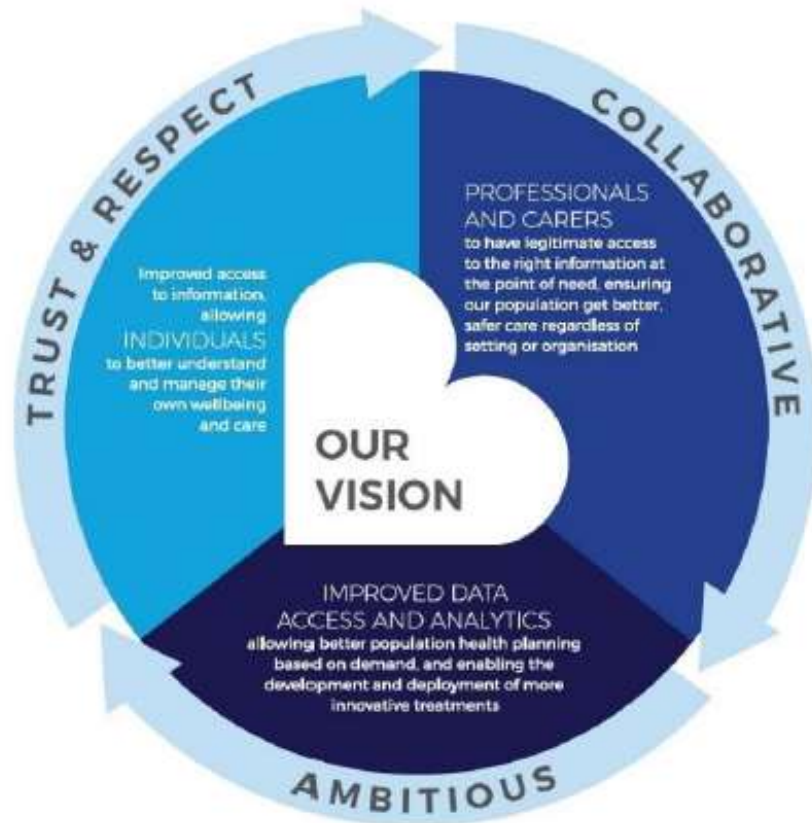 TRUST & RESPECT
COLLABORATIVE
Improved access
to information,
allowing
INDIVIDUALS
to better understand
and manage their
own wellbeing
and care
PROFESSIONALS
AND CARERS
to have legitimate access
to the right information at
the point of need, ensuring
our population get better,
safer care regardless of
setting or organisation
OUR
VISION
IMPROVED DATA
ACCESS AND ANALYTICS
allowing better population health planning
based on demand, and enabling the
development and deployment of more
innovative treatments
AMBITIOUS